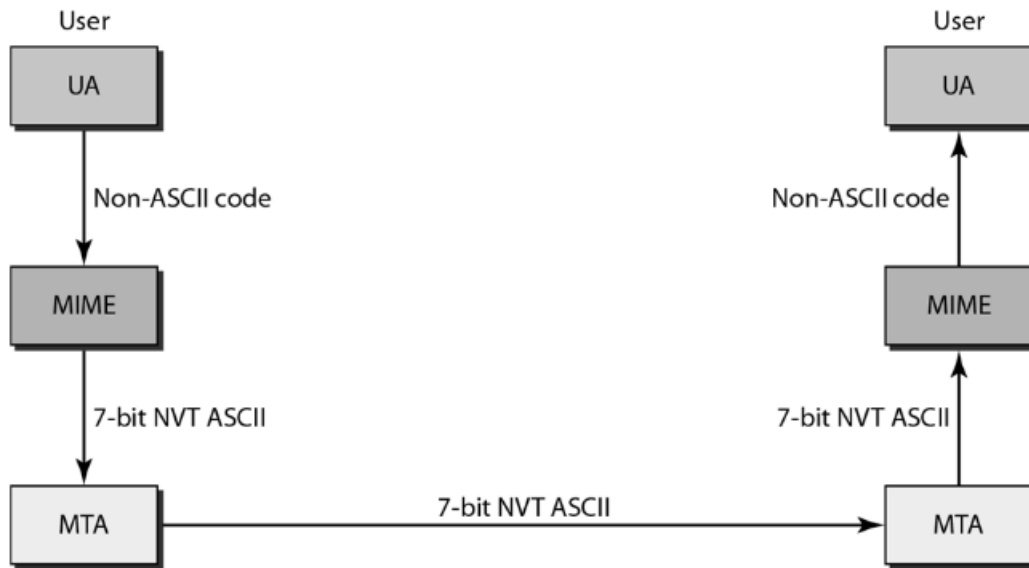 User
User
UA
UA
Non-ASCII code
Non-ASCII code
MIME
MIME
7-bit NVT ASCII
7-bit NVT ASCII
7-bit NVT ASCII
MTA
MTA